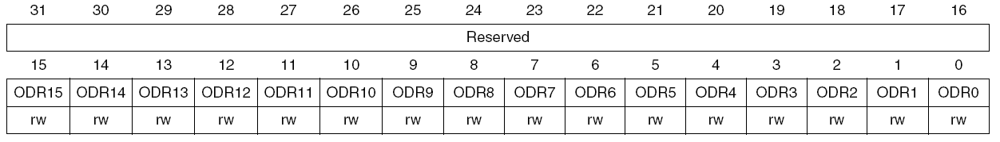 31 30 29 28 27 26 25 24 23 22 21 20 19 18 17 16
Reserved
15 14 13 12 11 10 9 8 7 6 5 4 3 2 1 0
ODR15 ODR14 ODR13 ODR12 ODR11 ODR10 ODR9 ODR8 ODR7 ODR6 ODR5 ODR4 ODR3 ODR2 ODR1 ODR0
rw rw rw rw rw rw rw rw rw rw rw rw rw rw rw rw